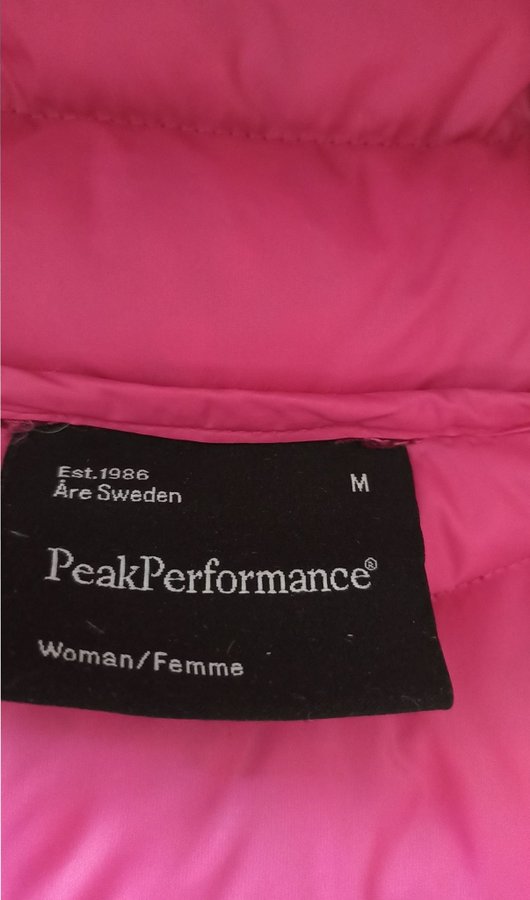 Est.1986
Åre Sweden
M
PeakPerformance®
Woman/Femme